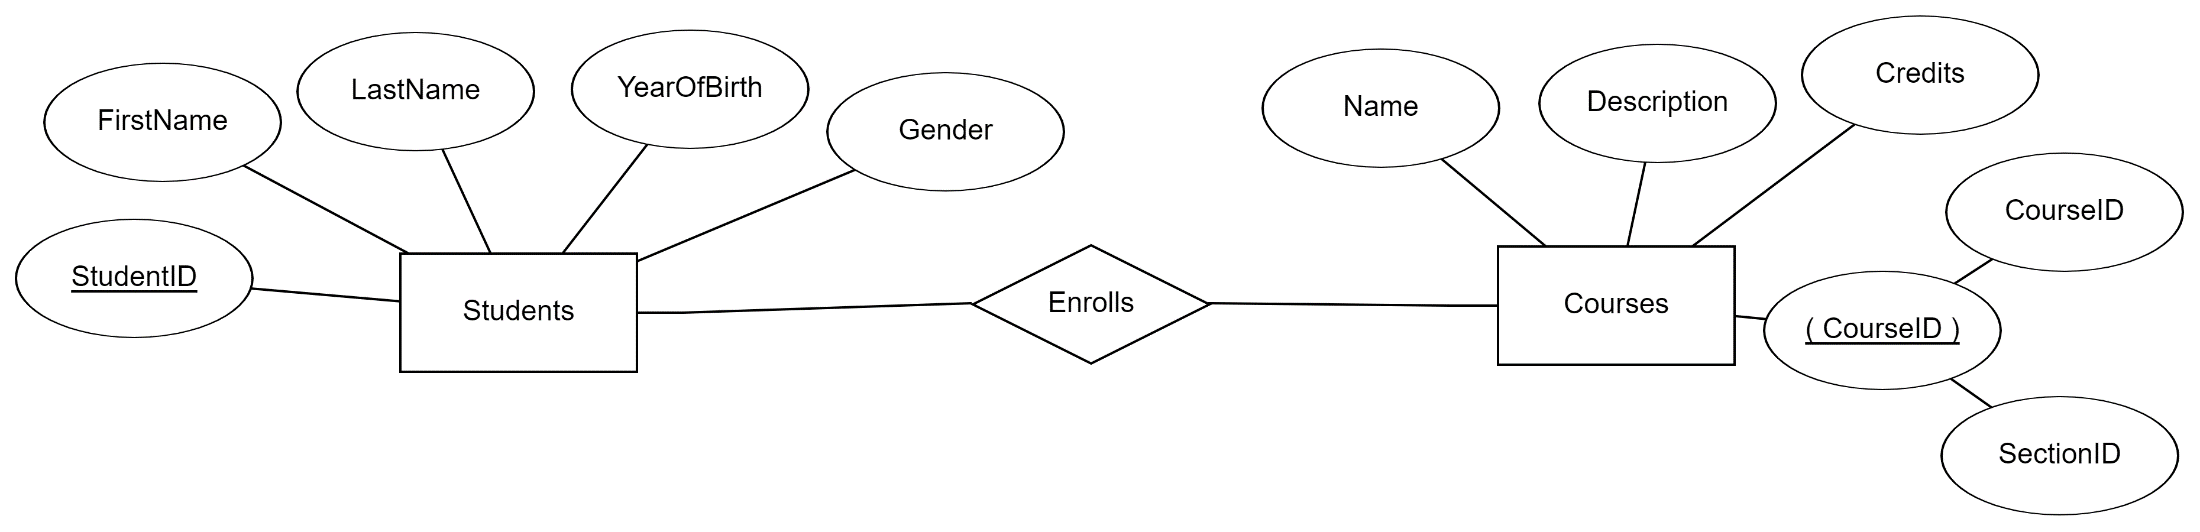 FirstName
LastName
YearOfBirth
Gender
StudentID
Students
Enrolls
Name
Description
Credits
CourseID
Courses
( CourseID )
SectionID